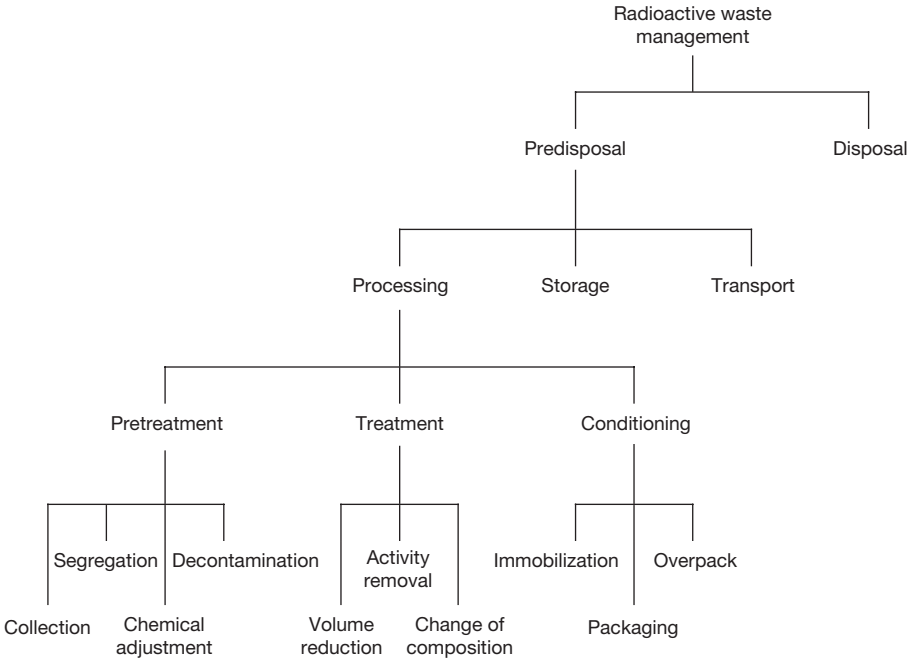 Radioactive waste
management
Predisposal
Disposal
Processing
Storage
Transport
Pretreatment
Treatment
Conditioning
Segregation
Decontamination
Activity
removal
Immobilization
Overpack
Collection
Chemical
adjustment
Volume
reduction
Change of
composition
Packaging